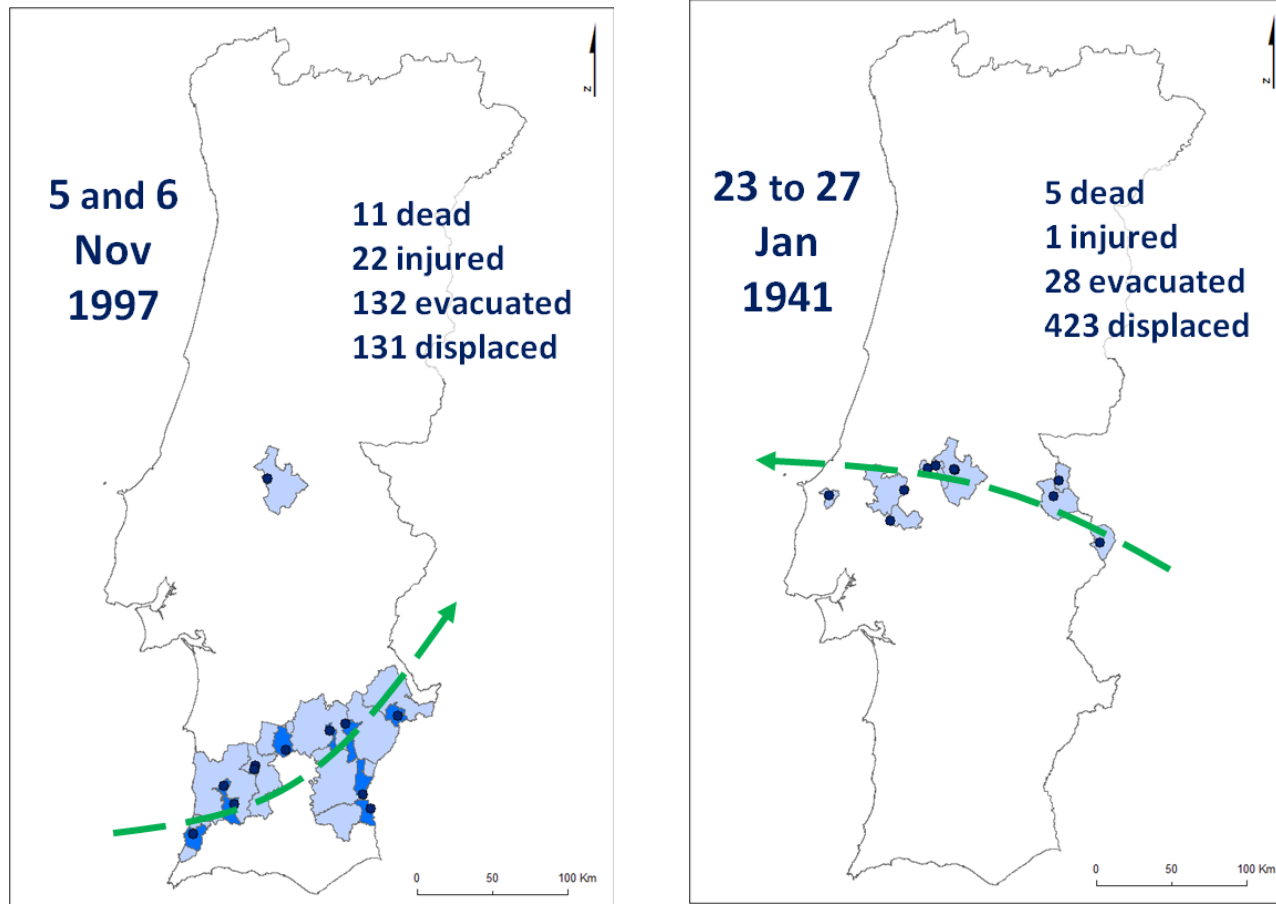 5 and 6
Nov
1997
11 dead
22 injured
132 evacuated
131 displaced
N
0 50 100 Km
23 to 27
Jan
1941
5 dead
1 injured
28 evacuated
423 displaced
N
0 50 100 Km